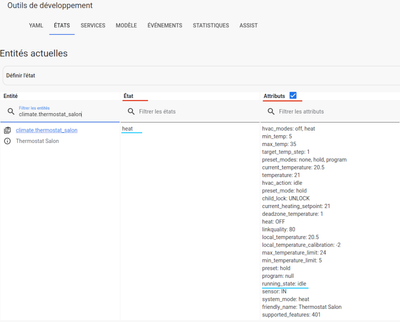 Outils de développement
YAML ÉTATS SERVICES MODÈLE ÉVÉNEMENTS STATISTIQUES ASSIST
Entités actuelles
Définir l'état
Entité État Attributs
Filtrer les entités
climate.thermostat_salon
Filtrer les états
Filtrer les attributs
climate.thermostat_salon
Thermostat Salon
heat
hvac_modes: off, heat
min_temp: 5
max_temp: 35
target_temp_step: 1
preset_modes: none, hold, program
current_temperature: 20.5
temperature: 21
hvac_action: idle
preset_mode: hold
child_lock: UNLOCK
current_heating_setpoint: 21
deadzone_temperature: 1
heat: OFF
linkquality: 80
local_temperature: 20.5
local_temperature_calibration: -2
max_temperature_limit: 24
min_temperature_limit: 5
preset: hold
program: null
running_state: idle
sensor: IN
system_mode: heat
friendly_name: Thermostat Salon
supported_features: 401